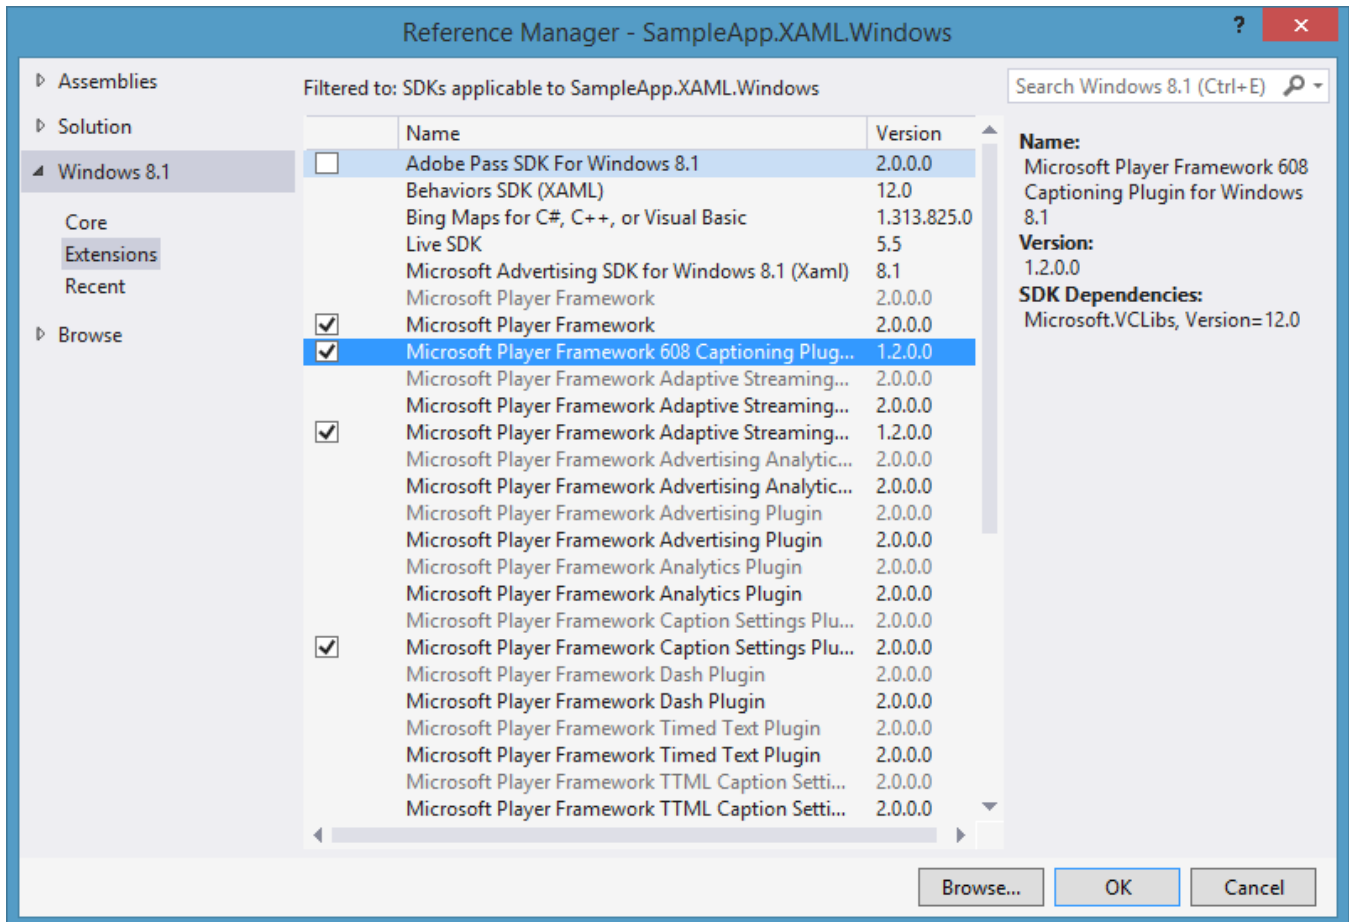 Reference Manager - SampleApp.XAML.Windows
?
Assemblies
Solution
Windows 8.1
Core
Extensions
Recent
Browse
Filtered to: SDKs applicable to SampleApp.XAML.Windows
Name Version
Adobe Pass SDK For Windows 8.1 2.0.0.0
Behaviors SDK (XAML) 12.0
Bing Maps for C#, C++, or Visual Basic 1.313.825.0
Live SDK 5.5
Microsoft Advertising SDK for Windows 8.1 (Xaml) 8.1
Microsoft Player Framework 2.0.0.0
Microsoft Player Framework 2.0.0.0
Microsoft Player Framework 608 Captioning Plug... 1.2.0.0
Microsoft Player Framework Adaptive Streaming... 2.0.0.0
Microsoft Player Framework Adaptive Streaming... 2.0.0.0
Microsoft Player Framework Adaptive Streaming... 1.2.0.0
Microsoft Player Framework Advertising Analytic... 2.0.0.0
Microsoft Player Framework Advertising Analytic... 2.0.0.0
Microsoft Player Framework Advertising Plugin 2.0.0.0
Microsoft Player Framework Advertising Plugin 2.0.0.0
Microsoft Player Framework Analytics Plugin 2.0.0.0
Microsoft Player Framework Analytics Plugin 2.0.0.0
Microsoft Player Framework Caption Settings Plu... 2.0.0.0
Microsoft Player Framework Caption Settings Plu... 2.0.0.0
Microsoft Player Framework Dash Plugin 2.0.0.0
Microsoft Player Framework Dash Plugin 2.0.0.0
Microsoft Player Framework Timed Text Plugin 2.0.0.0
Microsoft Player Framework Timed Text Plugin 2.0.0.0
Microsoft Player Framework TTML Caption Setti... 2.0.0.0
Microsoft Player Framework TTML Caption Setti... 2.0.0.0
Search Windows 8.1 (Ctrl+E)
Name:
Microsoft Player Framework 608
Captioning Plugin for Windows
8.1
Version:
1.2.0.0
SDK Dependencies:
Microsoft.VCLibs, Version=12.0
Browse... OK Cancel